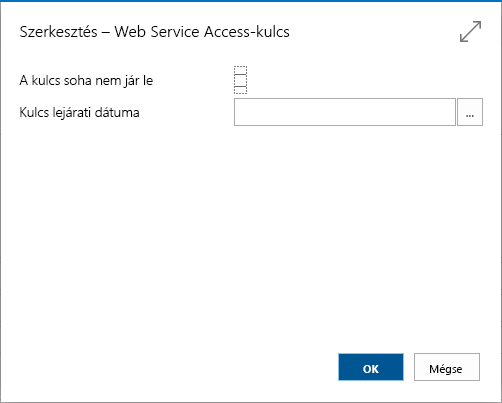 Szerkesztés – Web Service Access-kulcs
A kulcs soha nem jár le
Kulcs lejárati dátuma
...
OK
Mégse